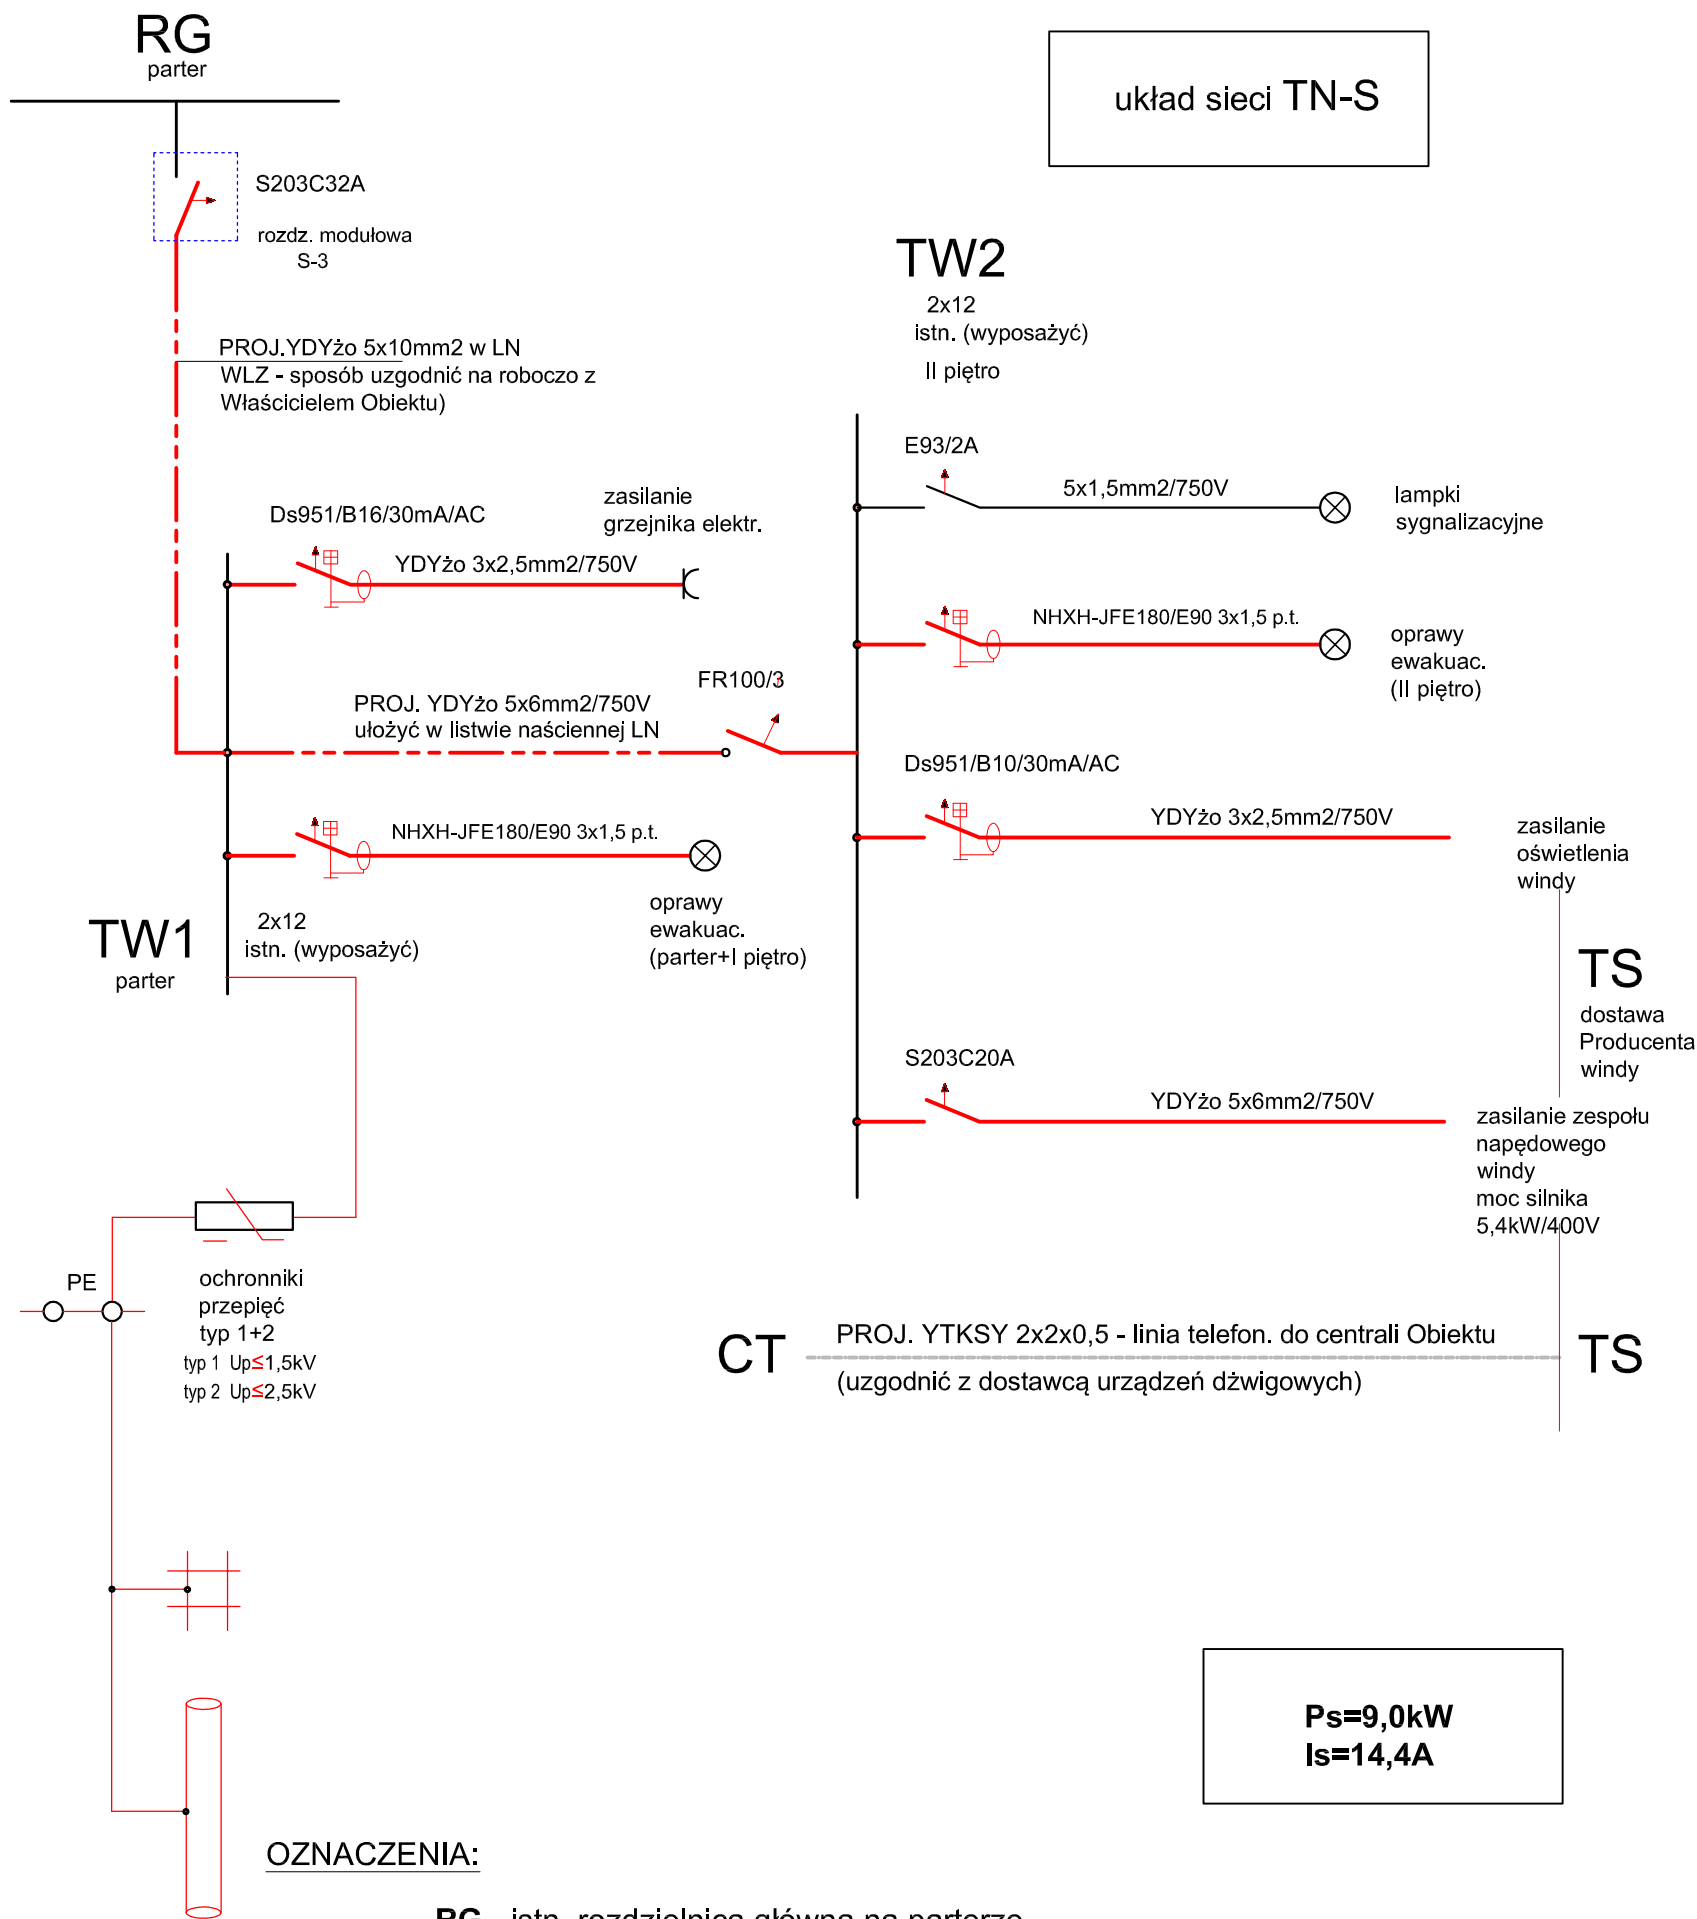 RG
parter
układ sieci TN-S
S203C32A
rozdz. modułowa
S-3
PROJ.YDYżo 5x10mm2 w LN
WLZ - sposób uzgodnić na roboczo z
Właścicielem Obiektu)
TW2
2x12
istn. (wyposażyć)
II piętro
E93/2A
5x1,5mm2/750V
lampki
sygnalizacyjne
zasilanie
grzejnika elektr.
Ds951/B16/30mA/AC
YDYżo 3x2,5mm2/750V
NHXH-JFE180/E90 3x1,5 p.t.
oprawy
ewakuac.
(II piętro)
FR100/3
PROJ. YDYżo 5x6mm2/750V
ułożyć w listwie naściennej LN
Ds951/B10/30mA/AC
YDYżo 3x2,5mm2/750V
zasilanie
oświetlenia
windy
NHXH-JFE180/E90 3x1,5 p.t.
oprawy
ewakuac.
(parter+I piętro)
TW1
parter
2x12
istn. (wyposażyć)
TS
dostawa
Producenta
windy
S203C20A
YDYżo 5x6mm2/750V
zasilanie zespołu
napędowego
windy
moc silnika
5,4kW/400V
PE
ochronniki
przepięć
typ 1+2
typ 1 Up≤1,5kV
typ 2 Up≤2,5kV
CT
PROJ. YTKSY 2x2x0,5 - linia telefon. do centrali Obiektu
(uzgodnić z dostawcą urządzeń dżwigowych)
TS
Ps=9,0kW
Is=14,4A
OZNACZENIA:
RG istn. rozdzielnica główna na parterze